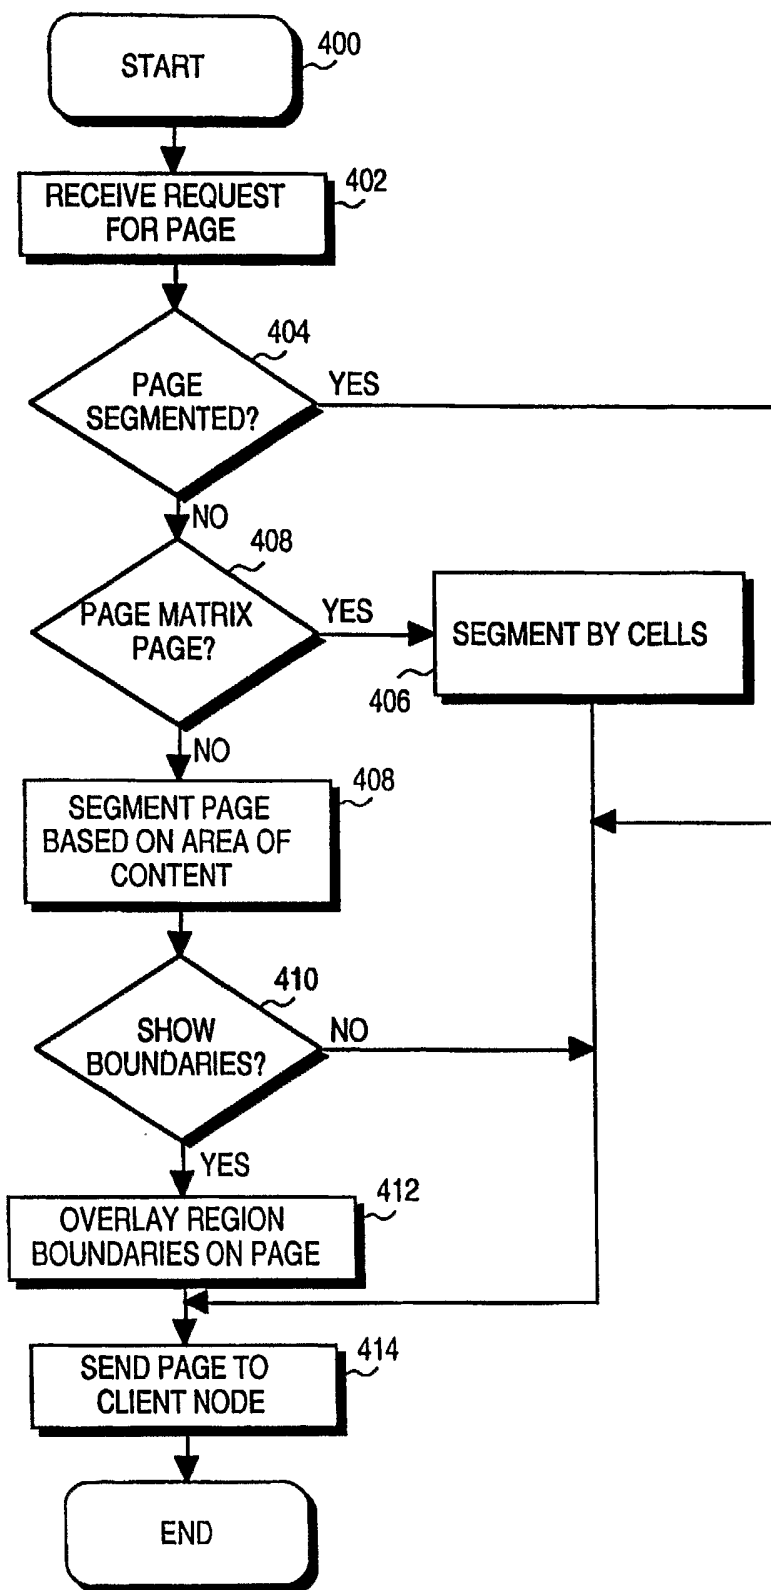 START
400
RECEIVE REQUEST
FOR PAGE
402
404
PAGE
SEGMENTED?
YES
NO
408
PAGE MATRIX
PAGE?
YES
SEGMENT BY CELLS
406
NO
408
SEGMENT PAGE
BASED ON AREA OF
CONTENT
410
SHOW
BOUNDARIES?
NO
YES
412
OVERLAY REGION
BOUNDARIES ON PAGE
SEND PAGE TO
CLIENT NODE
414
END